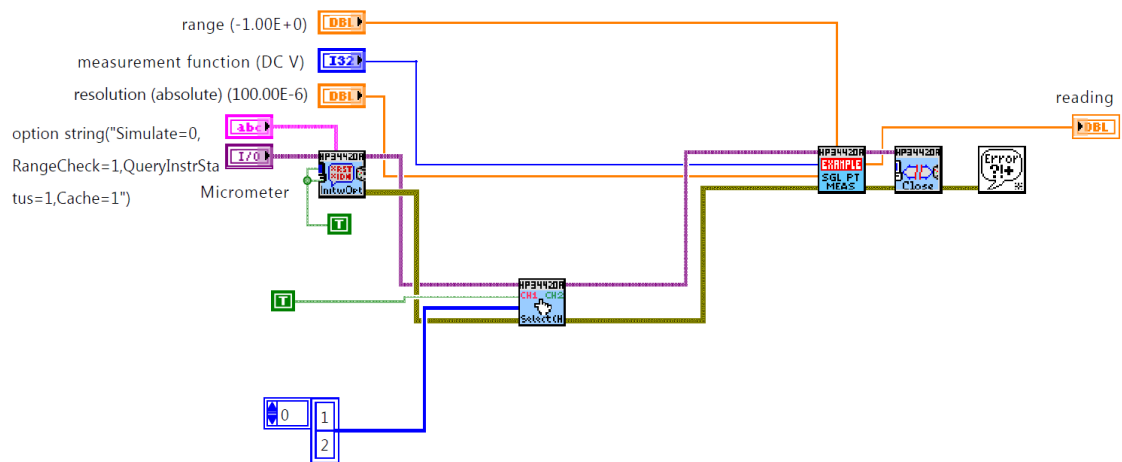 range (-1.00E+0)
DBL
measurement function (DC V)
I32
resolution (absolute) (100.00E-6)
DBL
reading
DBL
option string("Simulate=0,
RangeCheck=1,QueryInstrSta
tus=1,Cache=1")
abc
I/O
Micrometer
HP34420A
*RST
*IDN
InitwOpt
T
HP34420A
EXAMPLE
SGL PT
MEAS
HP34420A
Close
Error
?!+
T
HP34420A
CH1 CH2
Select(H
0
1
2